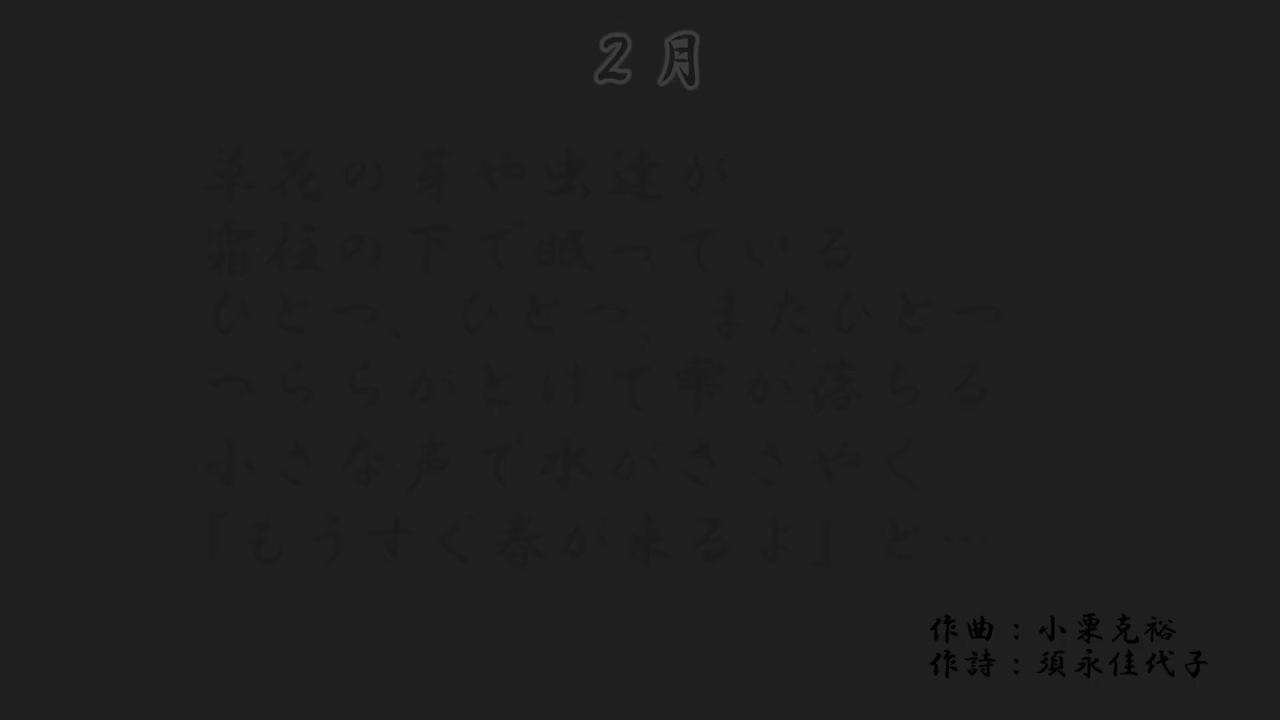 ２月
草花の芽や虫達が
霜柱の下で眠っている
ひとつ、ひとつ、またひとつ
つららがとけて雫が落ちる
小さな声で水がささやく
「もうすぐ春が来るよ」と…
作曲：小栗克裕
作詩：須永佳代子